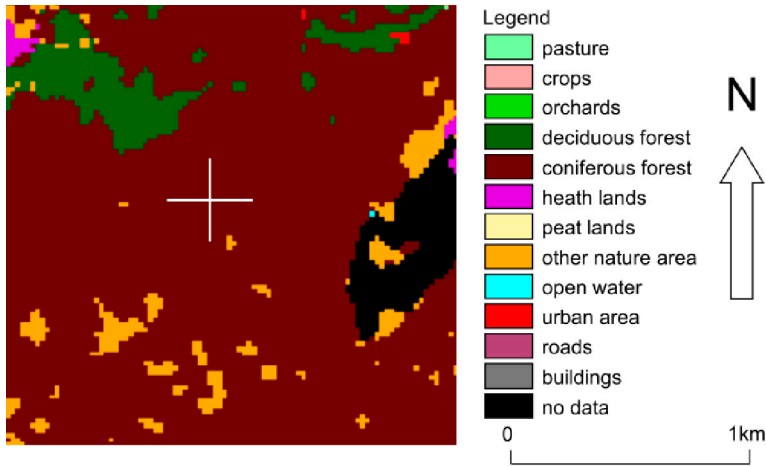 Legend
pasture
crops
orchards
deciduous forest
coniferous forest
heath lands
peat lands
other nature area
open water
urban area
roads
buildings
no data
N
0 1km